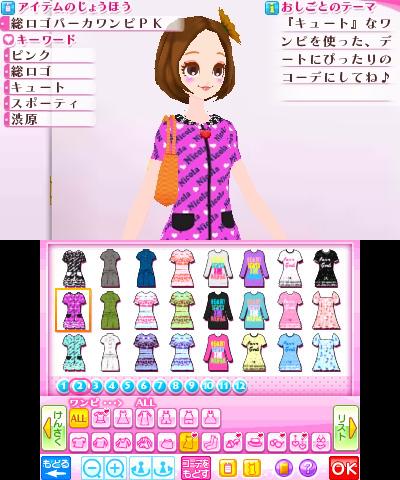 アイテムのじょうほう
総ロゴパーカワンピＰＫ
キーワード
ピンク
総ロゴ
キュート
スポーティ
渋原
おしごとのテーマ
『キュート』なワ
ンピを使った、デ
ートにぴったりの
コーデにしてね♪
Nicola
1 2 3 4 5 6 7 8 9 10 11 12
ワンピ ･･･> ALL
けんさく
ALL
リスト
もどる
コーデを
もどす
OK